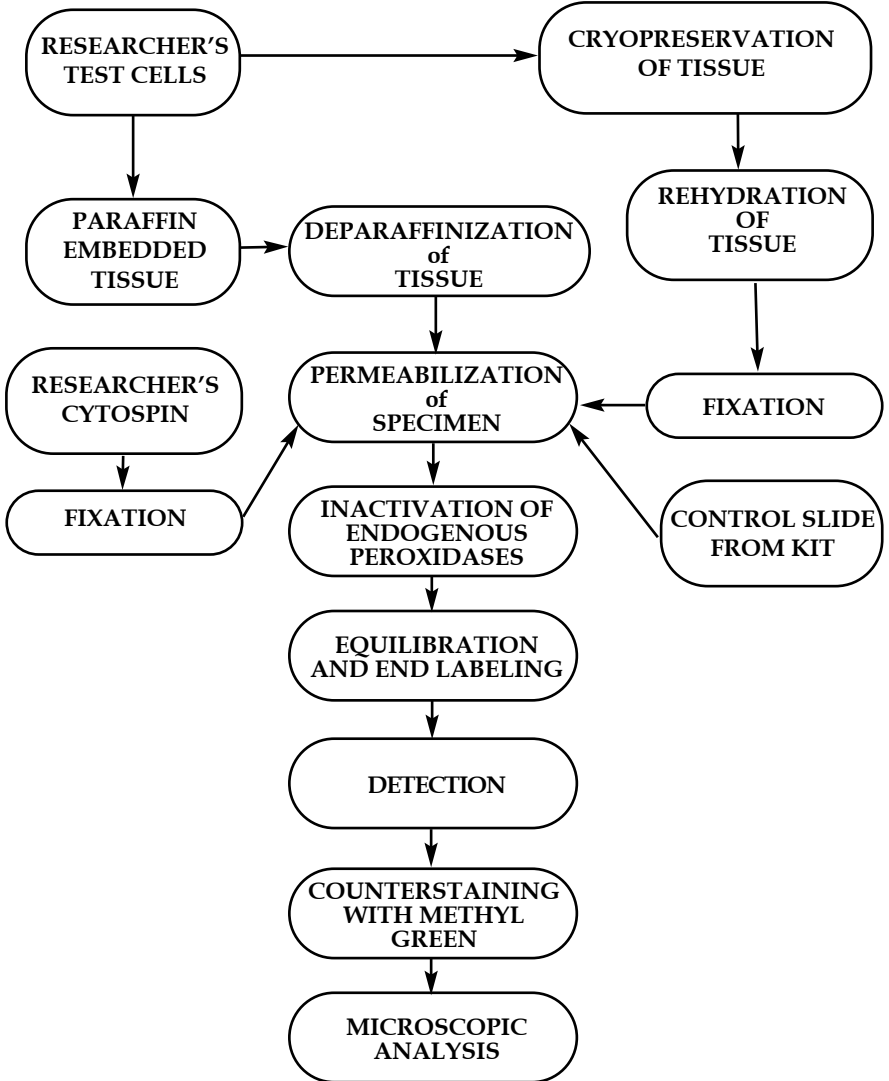 RESEARCHER'S
TEST CELLS
CRYOPRESERVATION
OF TISSUE
PARAFFIN
EMBEDDED
TISSUE
DEPARAFFINIZATION
of
TISSUE
REHYDRATION
OF
TISSUE
RESEARCHER'S
CYTOSPIN
PERMEABILIZATION
of
SPECIMEN
FIXATION
FIXATION
INACTIVATION OF
ENDOGENOUS
PEROXIDASES
CONTROL SLIDE
FROM KIT
EQUILIBRATION
AND END LABELING
DETECTION
COUNTERSTAINING
WITH METHYL
GREEN
MICROSCOPIC
ANALYSIS